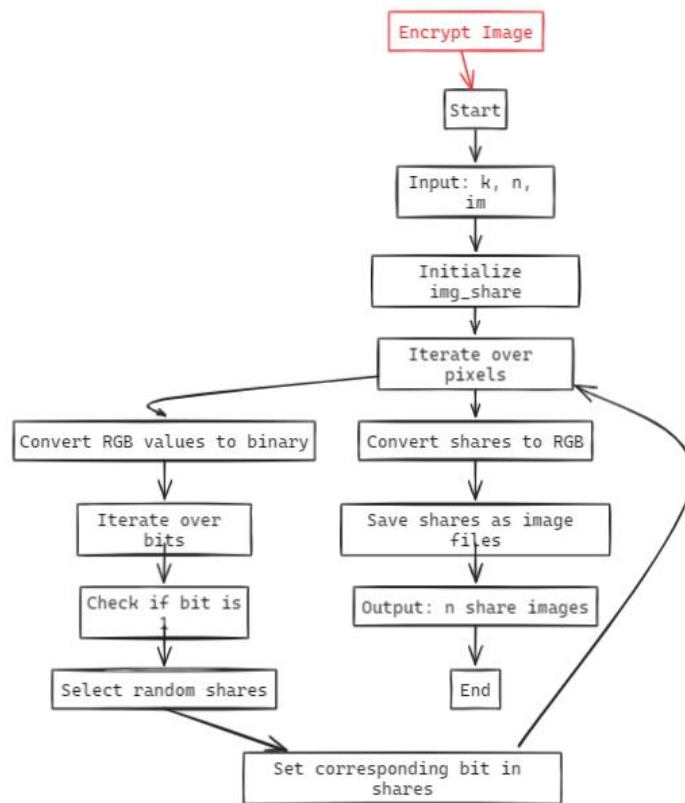 Encrypt Image
Start
Input: k, n,
im
Initialize
img_share
Iterate over
pixels
Convert RGB values to binary
Convert shares to RGB
Iterate over
bits
Save shares as image
files
Check if bit is
1
Output: n share images
Select random shares
End
Set corresponding bit in
shares